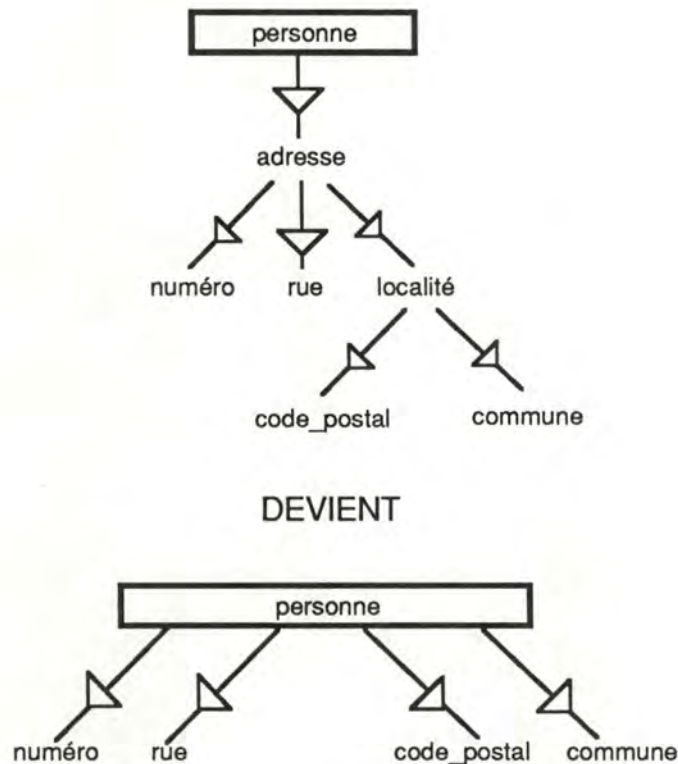 personne
adresse
numéro rue localité
code_postal commune
DEVIENT
personne
numéro rue code_postal commune